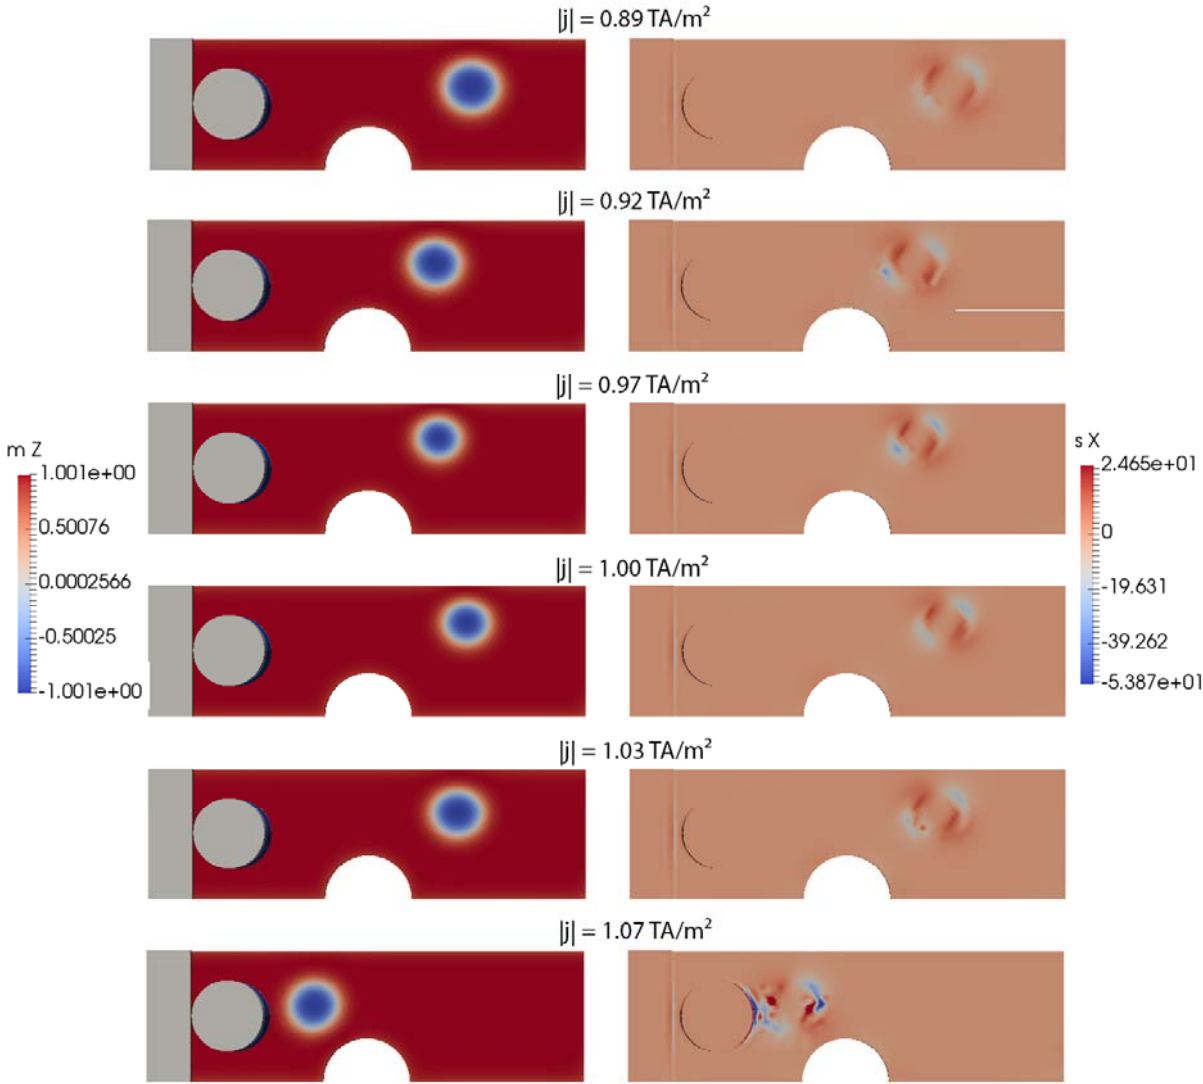 |j| = 0.89 TA/m²
|j| = 0.92 TA/m²
|j| = 0.97 TA/m²
m Z
1.001e+00
0.50076
0.0002566
-0.50025
-1.001e+00
s X
2.465e+01
0
-19.631
-39.262
-5.387e+01
|j| = 1.00 TA/m²
|j| = 1.03 TA/m²
|j| = 1.07 TA/m²